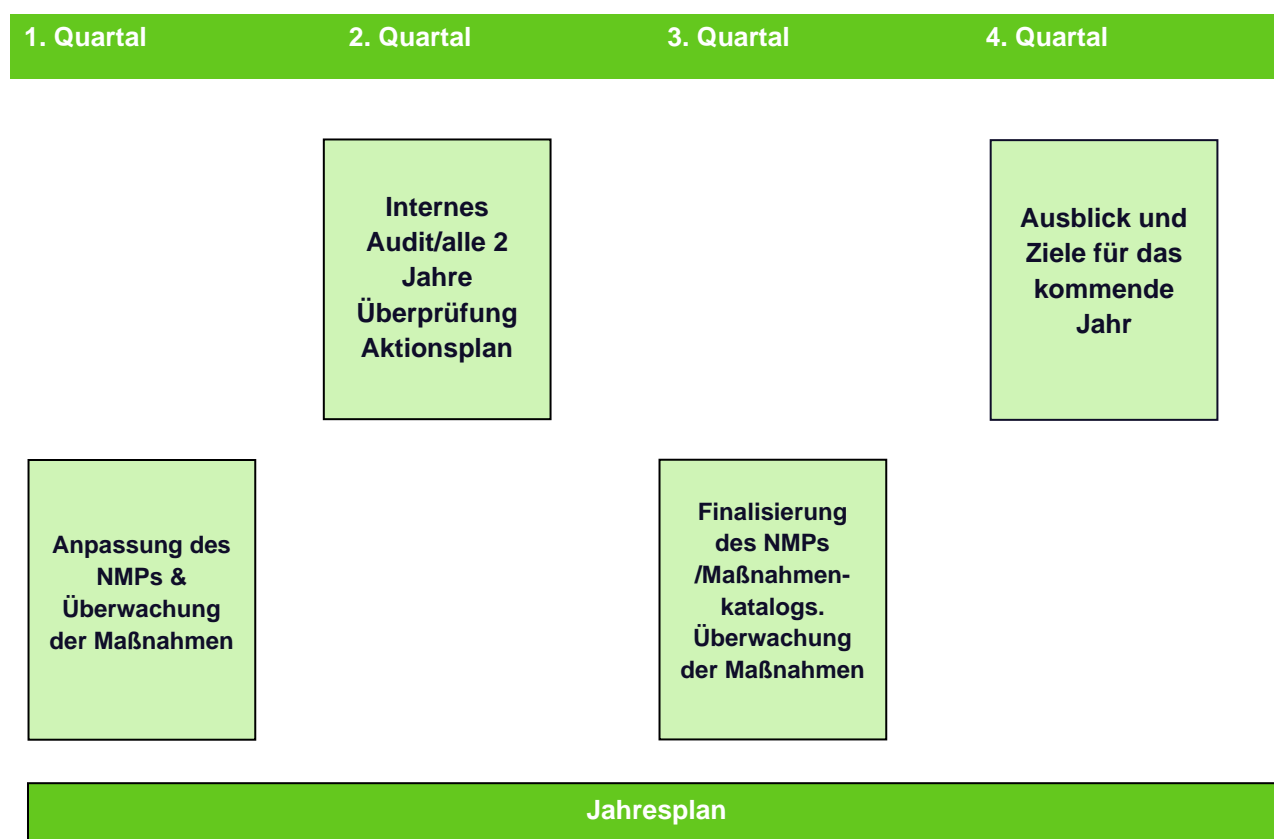 1. Quartal 2. Quartal 3. Quartal 4. Quartal
Internes
Audit/alle 2
Jahre
Überprüfung
Aktionsplan
Ausblick und
Ziele für das
kommende
Jahr
Anpassung des
NMPs &
Überwachung
der Maßnahmen
Finalisierung
des NMPs
/Maßnahmen-
katalogs.
Überwachung
der Maßnahmen
Jahresplan